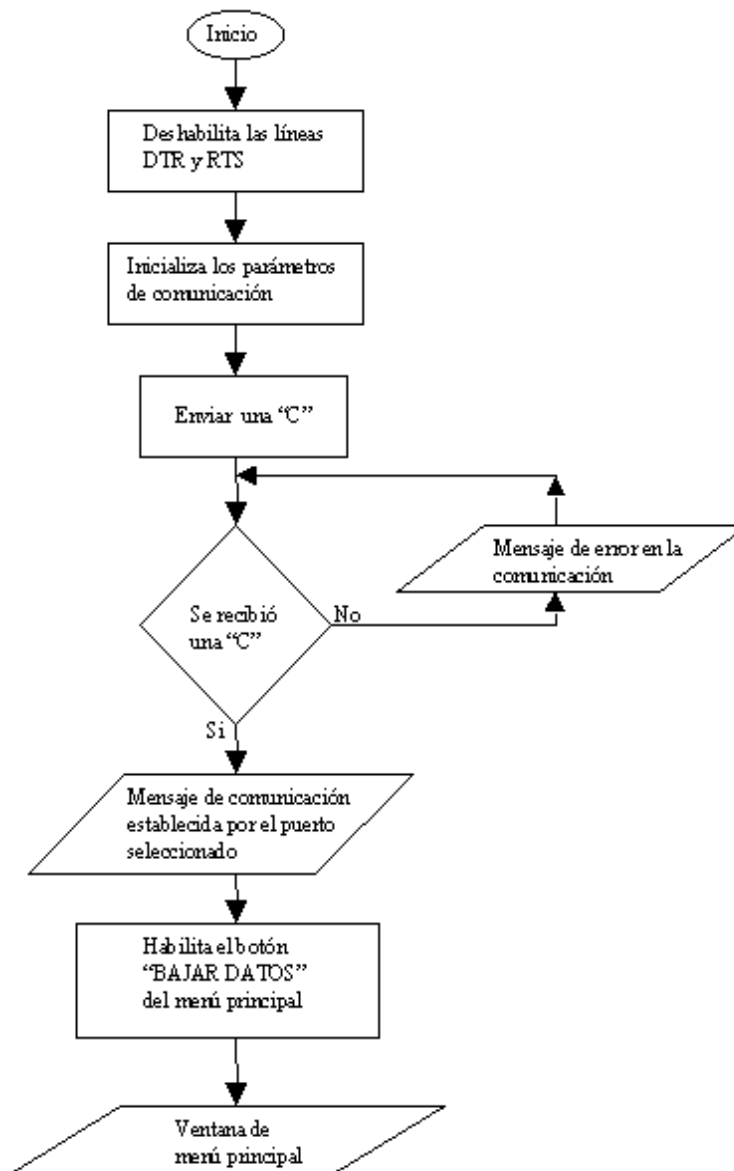 Inicio
Deshabilita las líneas
DTR y RTS
Inicializa los parámetros
de comunicación
Enviar una “C”
Mensaje de error en la
comunicación
Se recibió
una “C”
No
Si
Mensaje de comunicación
establecida por el puerto
seleccionado
Habilita el botón
“BAJAR DATOS”
del menú principal
Ventana de
menú principal